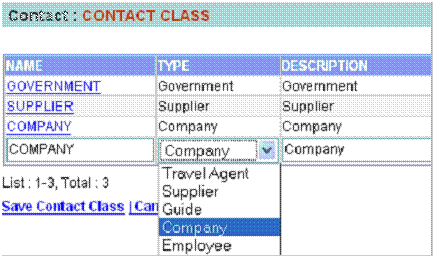 Contact : CONTACT CLASS
NAME TYPE DESCRIPTION
GOVERNMENT Government Government
SUPPLIER Supplier Supplier
COMPANY Company Company
COMPANY Company Company
Travel Agent
List : 1-3, Total : 3
Supplier
Save Contact Class | Can
Guide
Company
Employee